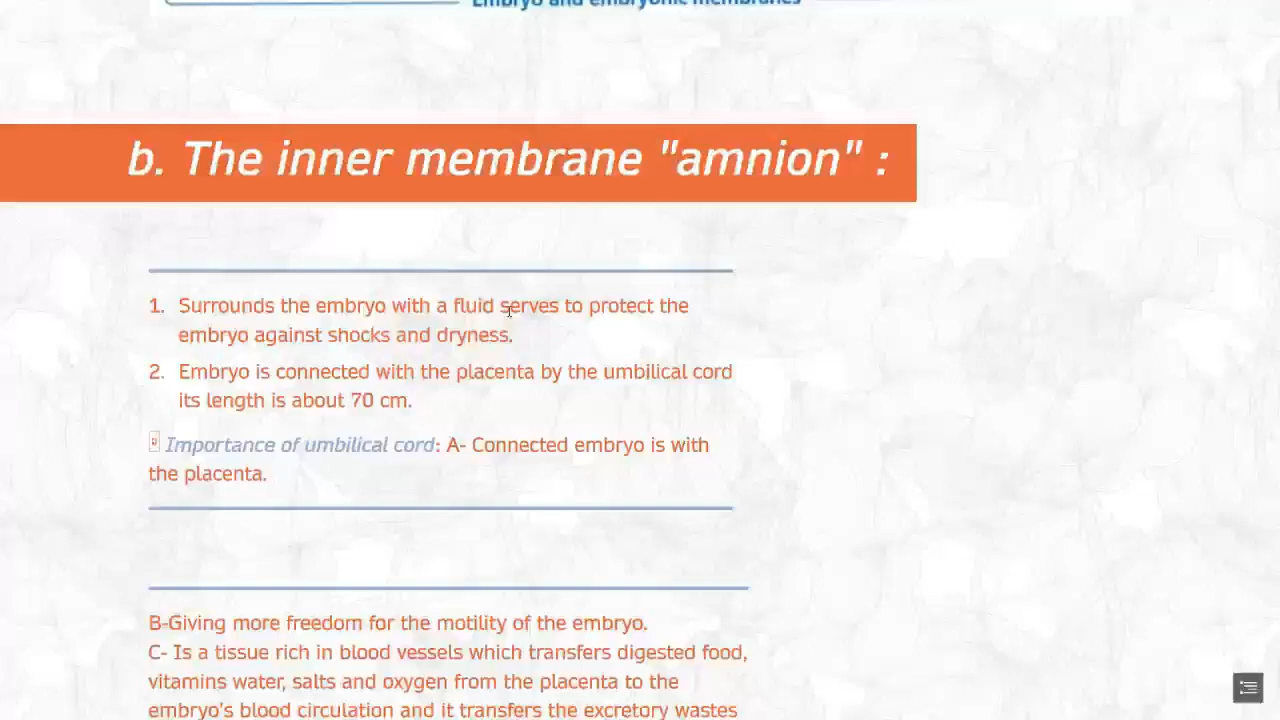 Embryo and embryonic membranes
b. The inner membrane "amnion" :
1. Surrounds the embryo with a fluid serves to protect the
embryo against shocks and dryness.
2. Embryo is connected with the placenta by the umbilical cord
its length is about 70 cm.
Importance of umbilical cord: A- Connected embryo is with
the placenta.
B-Giving more freedom for the motility of the embryo.
C- Is a tissue rich in blood vessels which transfers digested food,
vitamins water, salts and oxygen from the placenta to the
embryo's blood circulation and it transfers the excretory wastes